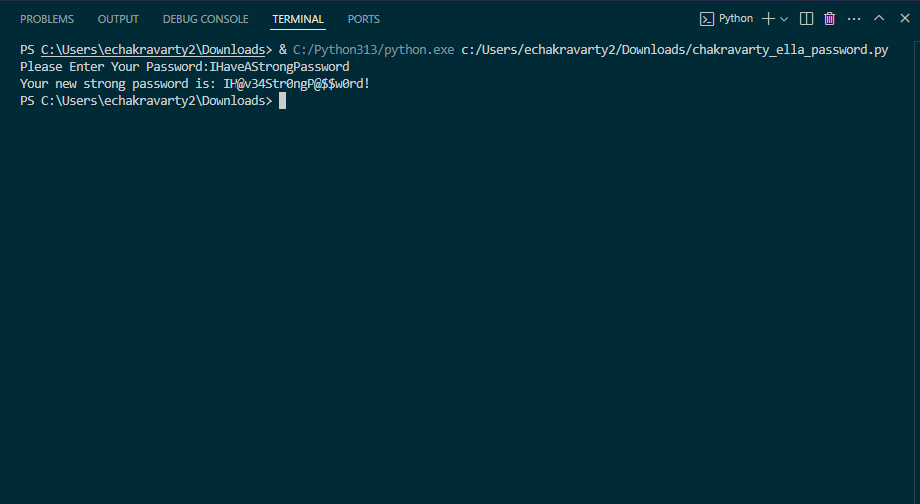 PROBLEMS OUTPUT DEBUG CONSOLE TERMINAL PORTS Python
PS C:\Users\echakravarty2\Downloads> & C:/Python313/python.exe c:/Users/echakravarty2/Downloads/chakravarty_ella_password.py
Please Enter Your Password:IHaveAStrongPassword
Your new strong password is: IH@v34Str0ngP@$$w0rd!
PS C:\Users\echakravarty2\Downloads>